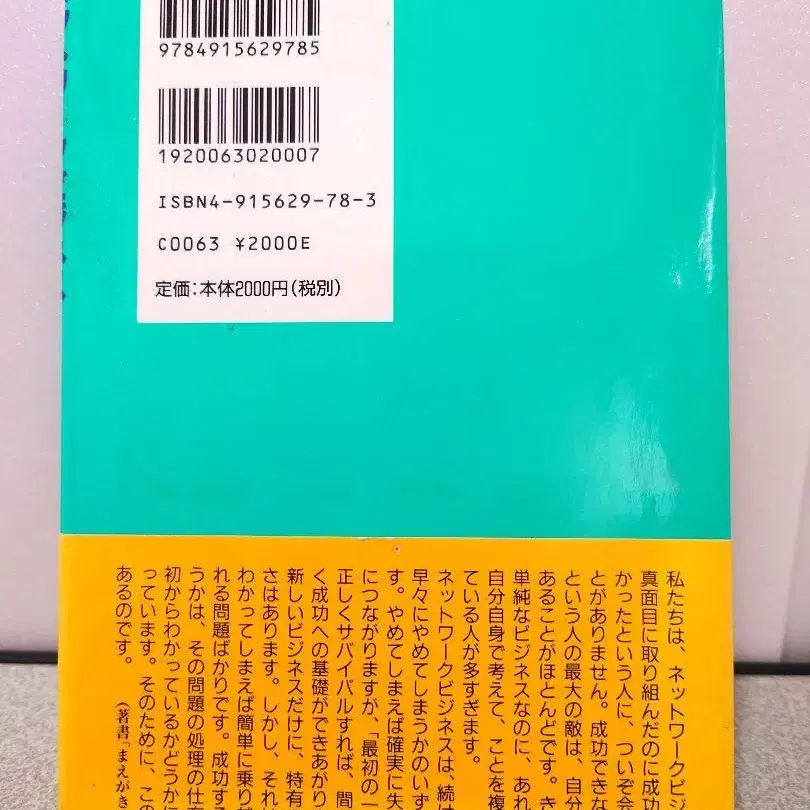 9784915629785
1920063020007
ISBN4-915629-78-3
C0063 ¥2000E
定価：本体2000円（税別）
私たちは、ネットワークビジ
真面目に取り組んだのに成功
かったという人に、ついぞ
とがありません。成功できな
という人の最大の敵は、自分
あることがほとんどです。き
単純なビジネスなのに、あれ
自分自身で考えて、ことを複
ている人が多すぎます。
ネットワークビジネスは、続け
早々にやめてしまうかのいず
す。やめてしまえば確実に失
につながりますが、「最初の一
正しくサバイバルすれば、間
く成功への基礎ができあがり
新しいビジネスだけに、特有
さはあります。しかし、それ
わかってしまえば簡単に乗り
れる問題ばかりです。成功する
うかは、その問題の処理の仕
初からわかっているかどうか
っています。そのために、この
あるのです。
（著書「まえがき